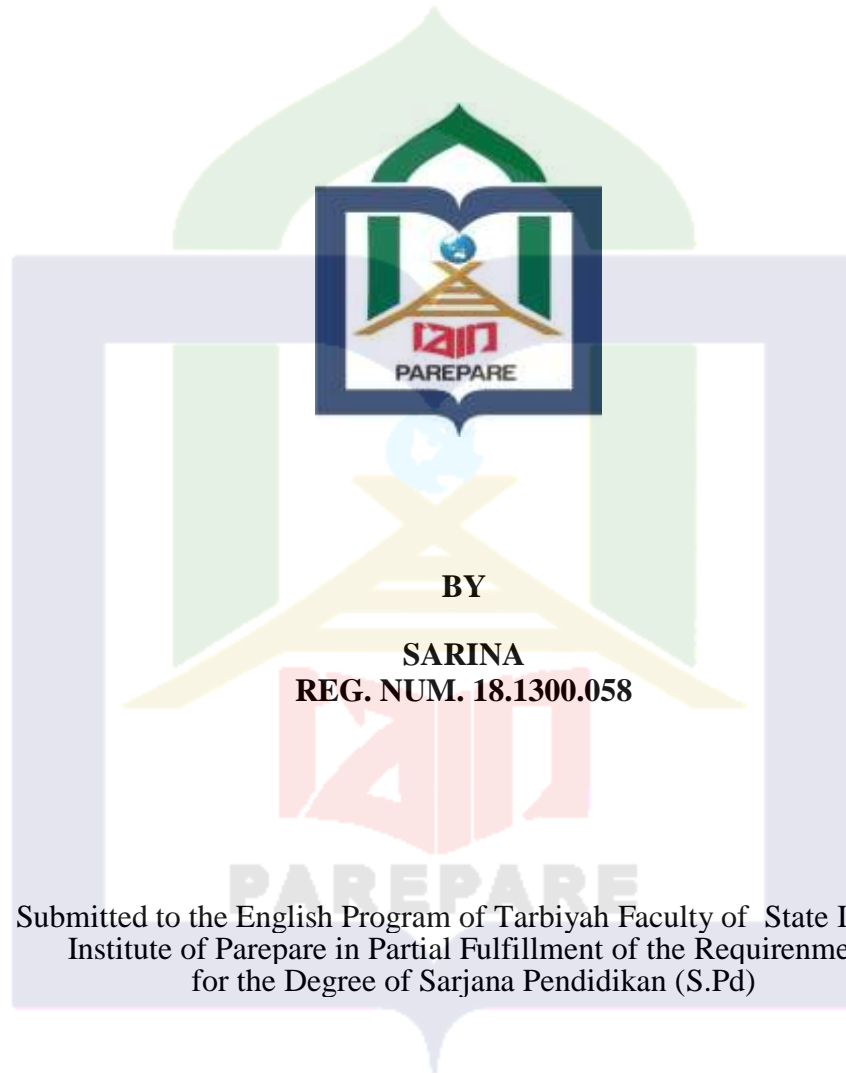 IAIN
PAREPARE
BY
SARINA
REG. NUM. 18.1300.058
PAREPARE
Submitted to the English Program of Tarbiyah Faculty of State
Institute of Parepare in Partial Fulfillment of the
for the Degree of Sarjana Pendidikan (S.Pd)